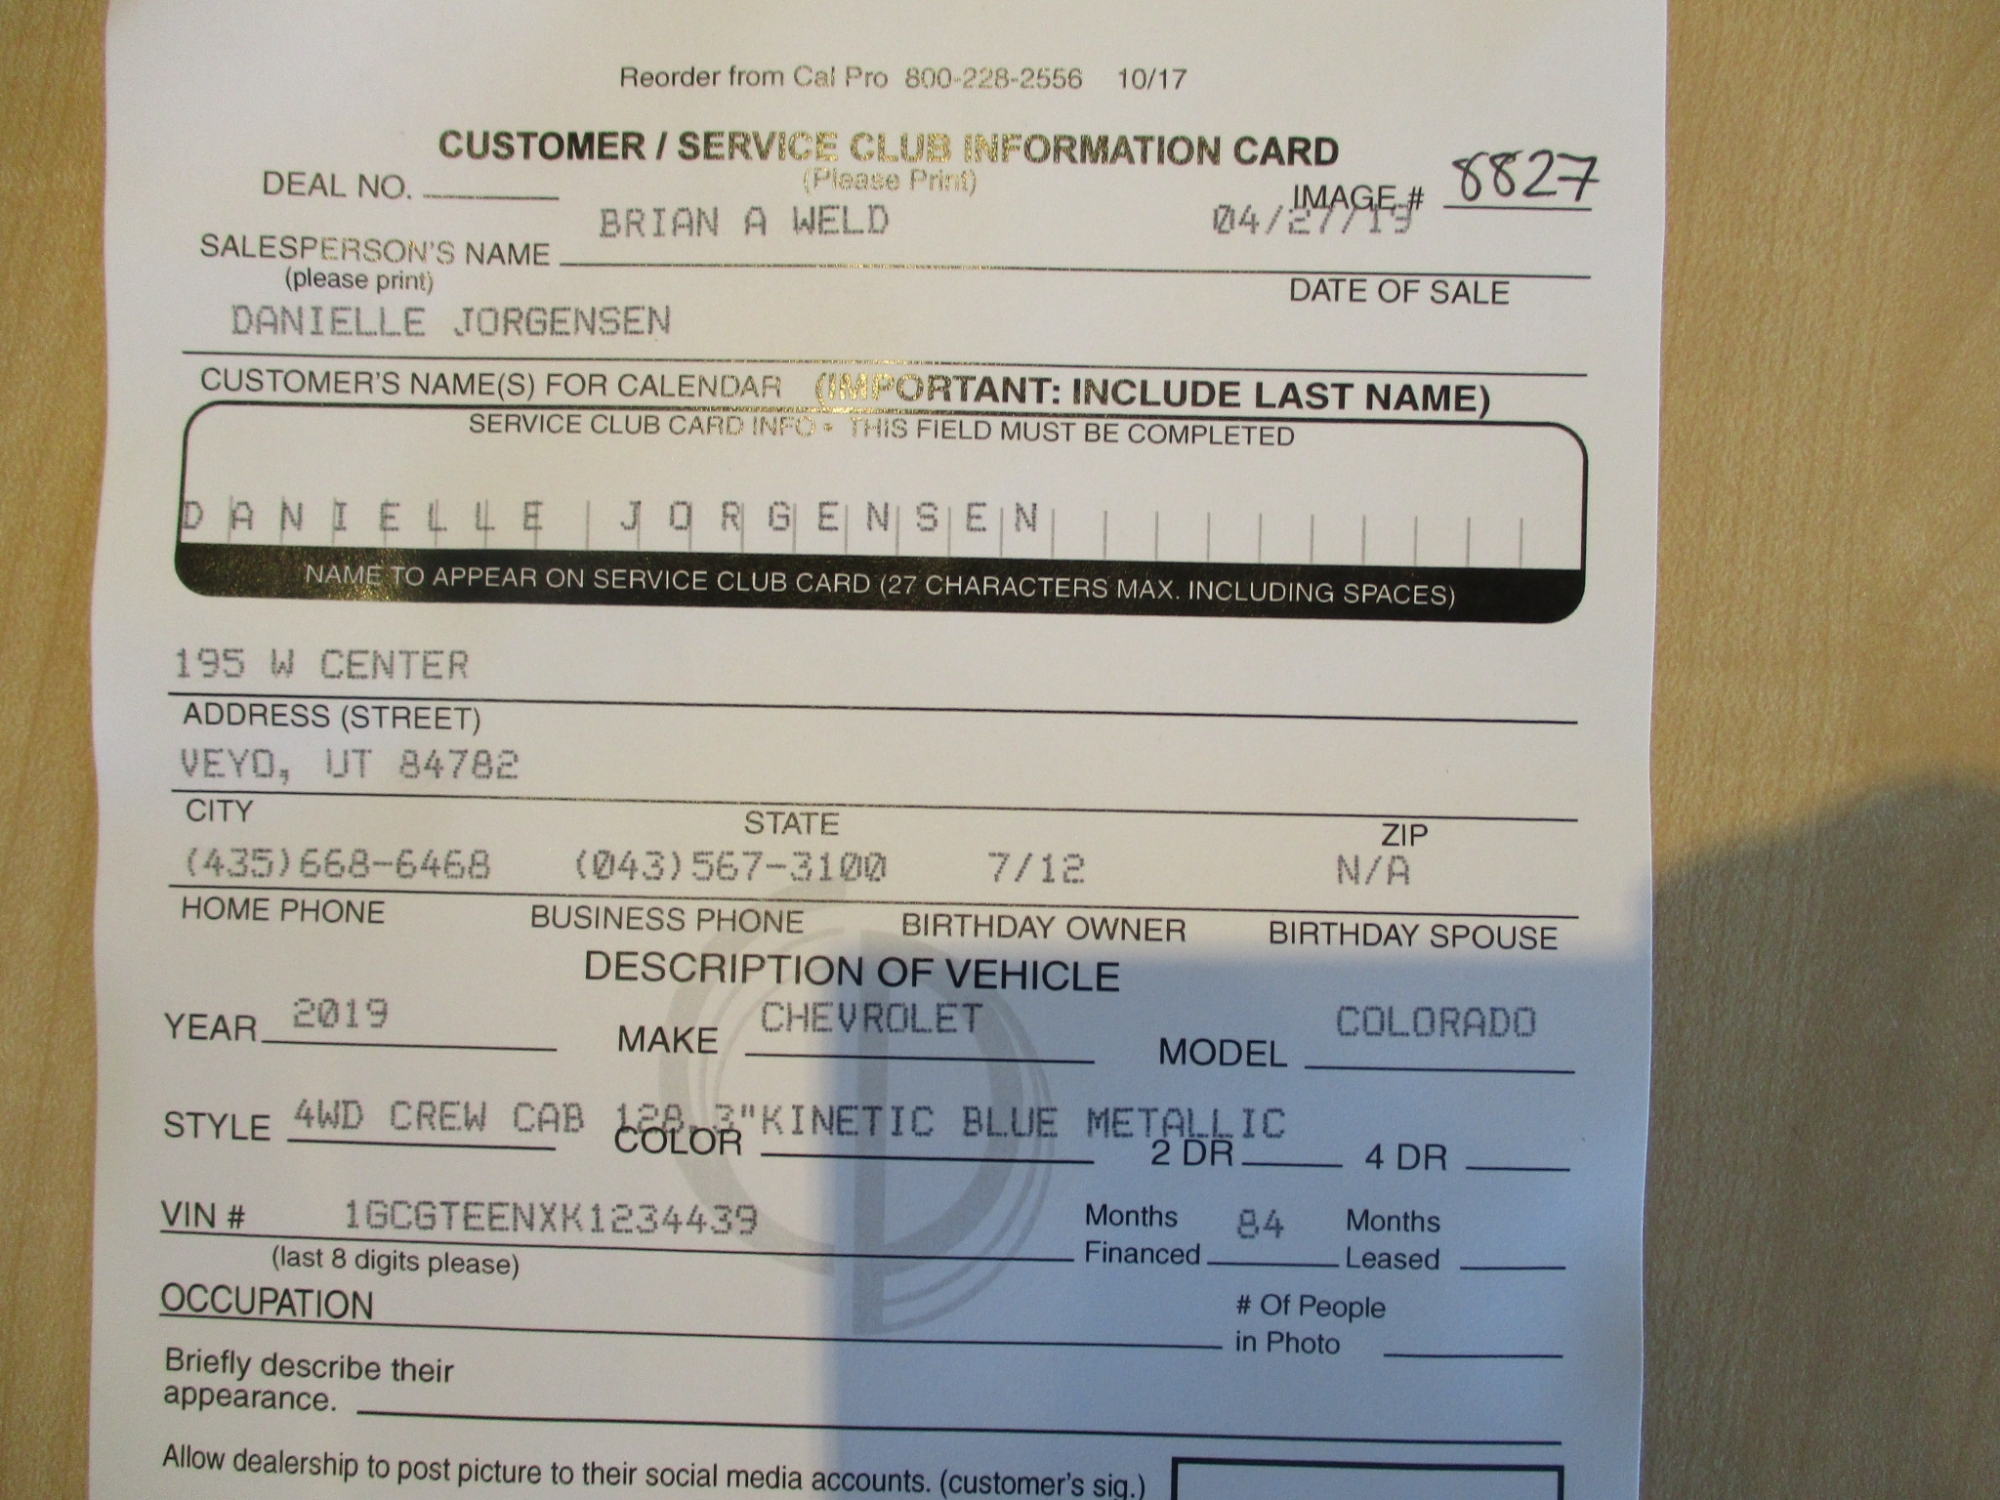 Reorder from Cal Pro 800-228-2556 10/17
CUSTOMER / SERVICE CLUB INFORMATION CARD
(Please Print)
DEAL NO. IMAGE # 8827
BRIAN A WELD 04/27/19
SALESPERSON'S NAME
(please print) DATE OF SALE
DANIELLE JORGENSEN
CUSTOMER'S NAME(S) FOR CALENDAR (IMPORTANT: INCLUDE LAST NAME)
SERVICE CLUB CARD INFO • THIS FIELD MUST BE COMPLETED
DANIELLE JORGENSEN
NAME TO APPEAR ON SERVICE CLUB CARD (27 CHARACTERS MAX. INCLUDING SPACES)
195 W CENTER
ADDRESS (STREET)
VEYO, UT 84782
CITY STATE ZIP
(435)668-6468 (043)567-3100 7/12 N/A
HOME PHONE BUSINESS PHONE BIRTHDAY OWNER BIRTHDAY SPOUSE
DESCRIPTION OF VEHICLE
YEAR 2019 MAKE CHEVROLET MODEL COLORADO
STYLE 4WD CREW CAB 128.3" COLOR KINETIC BLUE METALLIC 2 DR 4 DR
VIN # 1GCGTEENXK1234439 Months Financed 84 Months Leased
(last 8 digits please)
OCCUPATION # Of People in Photo
Briefly describe their
appearance.
Allow dealership to post picture to their social media accounts. (customer's sig.)